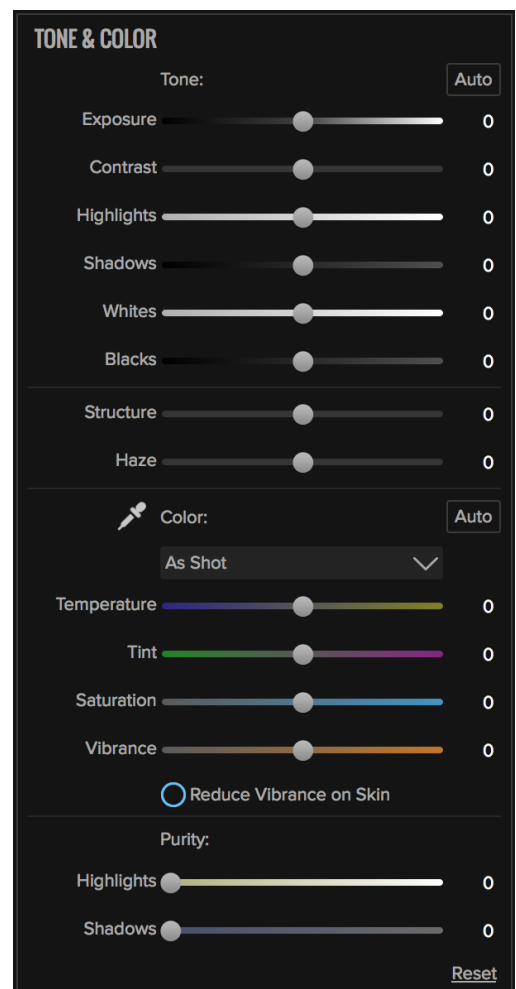 TONE & COLOR
Tone: Auto
Exposure 0
Contrast 0
Highlights 0
Shadows 0
Whites 0
Blacks 0
Structure 0
Haze 0
Color: Auto
As Shot
Temperature 0
Tint 0
Saturation 0
Vibrance 0
Reduce Vibrance on Skin
Purity:
Highlights 0
Shadows 0
Reset